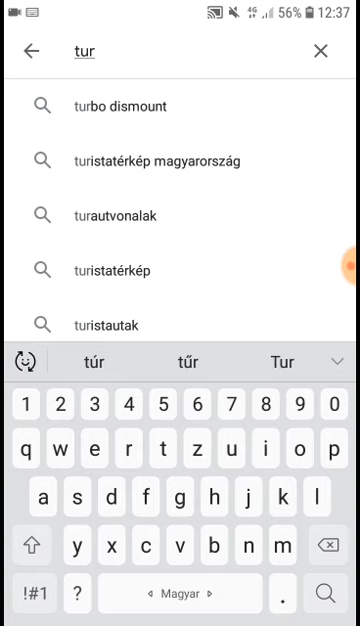 4G 56% 12:37
tur
turbo dismount
turistatérkép magyarország
turautvonalak
turistatérkép
turistautak
túr tűr Tur
1 2 3 4 5 6 7 8 9 0
q w e r t z u i o p
a s d f g h j k l
y x c v b n m
!#1 ? Magyar .